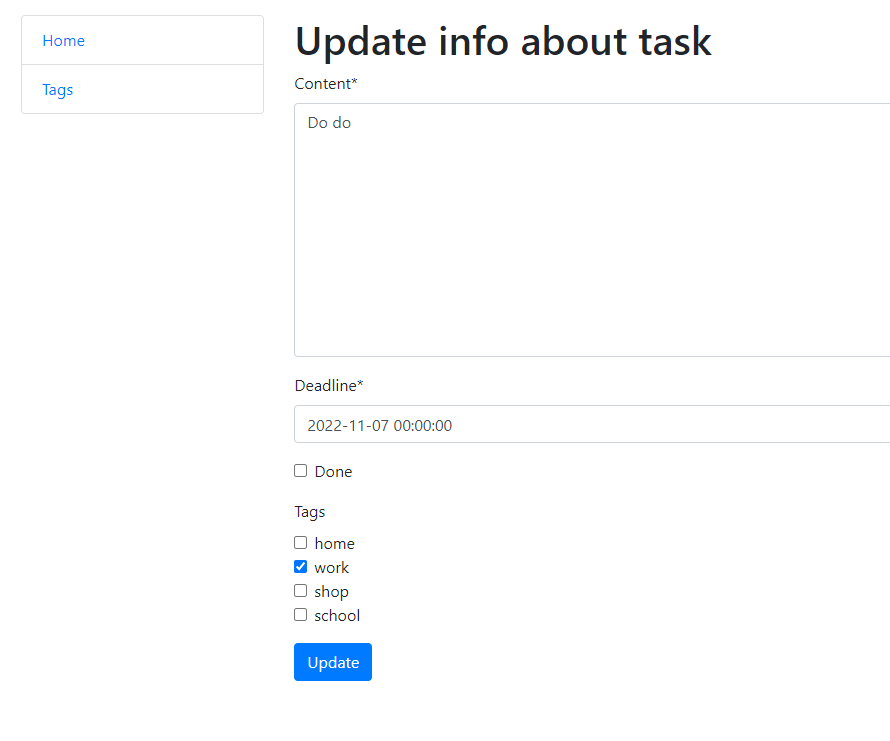 Home
Tags
Update info about task
Content*
Do do
Deadline*
2022-11-07 00:00:00
Done
Tags
home
work
shop
school
Update